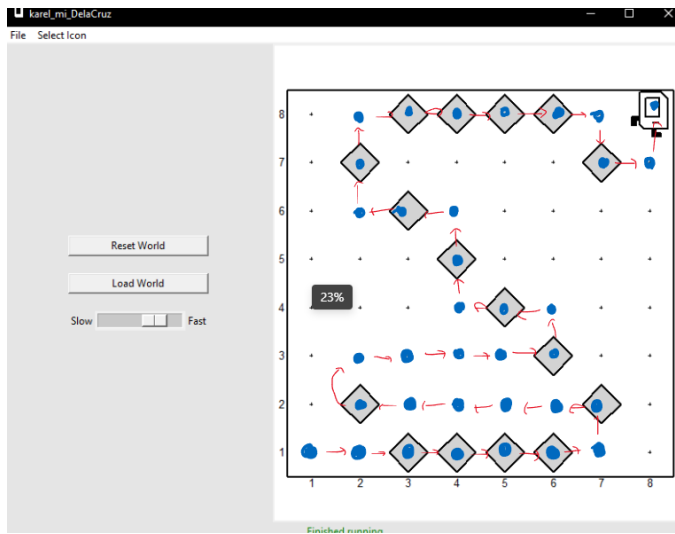 karel_mi_DelaCruz
File Select Icon
8
7
6
Reset World
5
Load World
23%
4
Slow Fast
3
2
1
1 2 3 4 5 6 7 8
Finished running